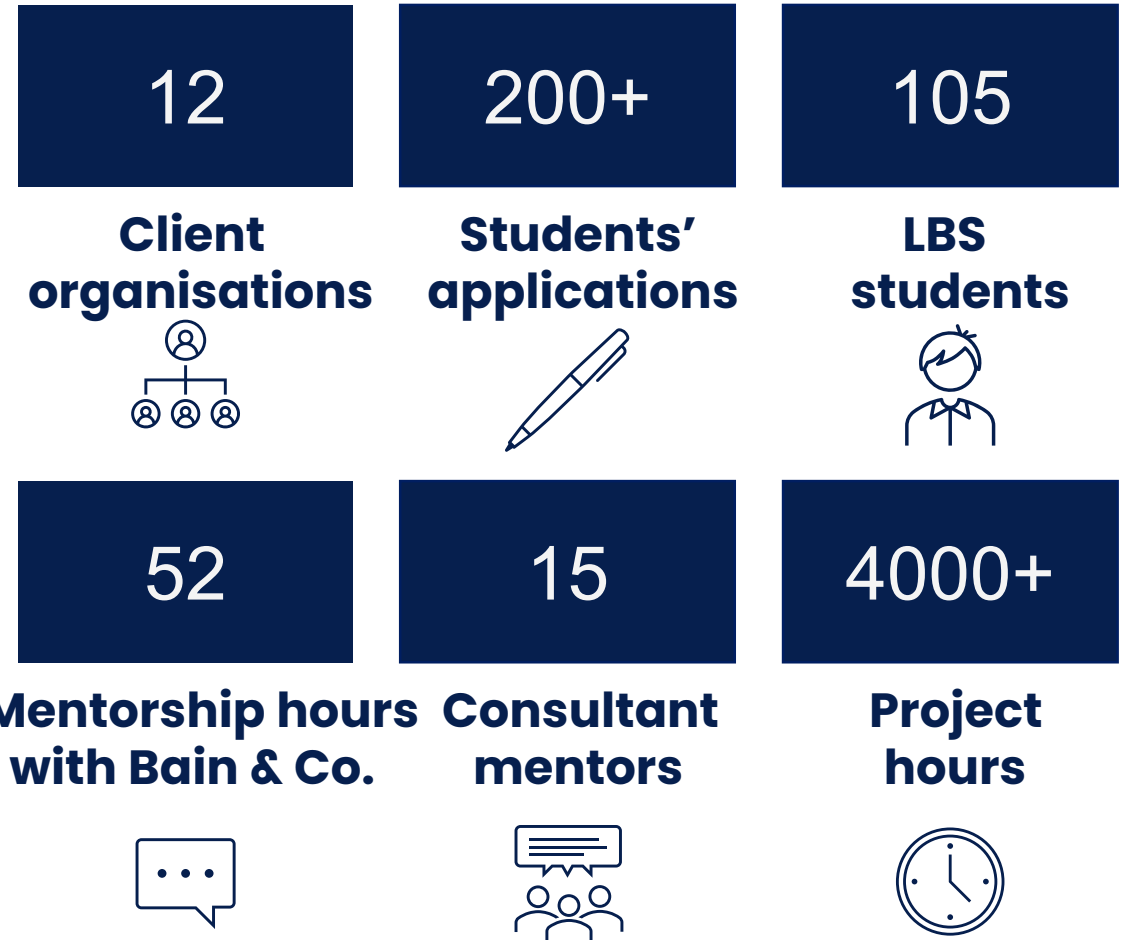 12
200+
105
Client
organisations
Students’
applications
LBS
students
52
15
4000+
Mentorship hours
with Bain & Co.
Consultant
mentors
Project
hours